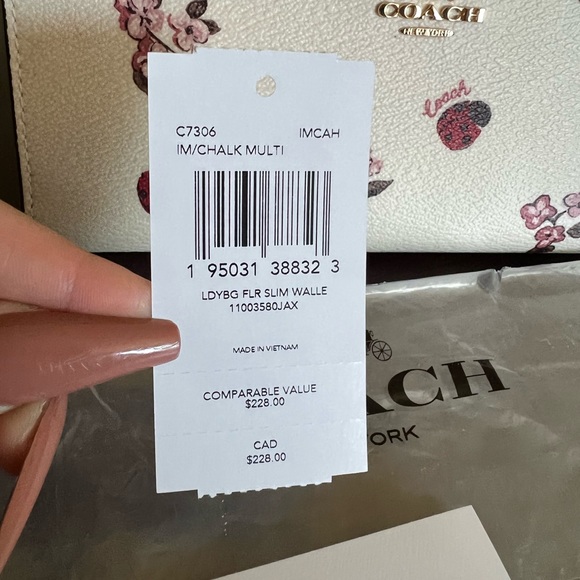 COACH
NEW YORK
Coach
C7306 IMCAH
IM/CHALK MULTI
1 95031 38832 3
LDYBG FLR SLIM WALLE
11003580JAX
MADE IN VIETNAM
COMPARABLE VALUE
$228.00
CAD
$228.00
ACH
ORK